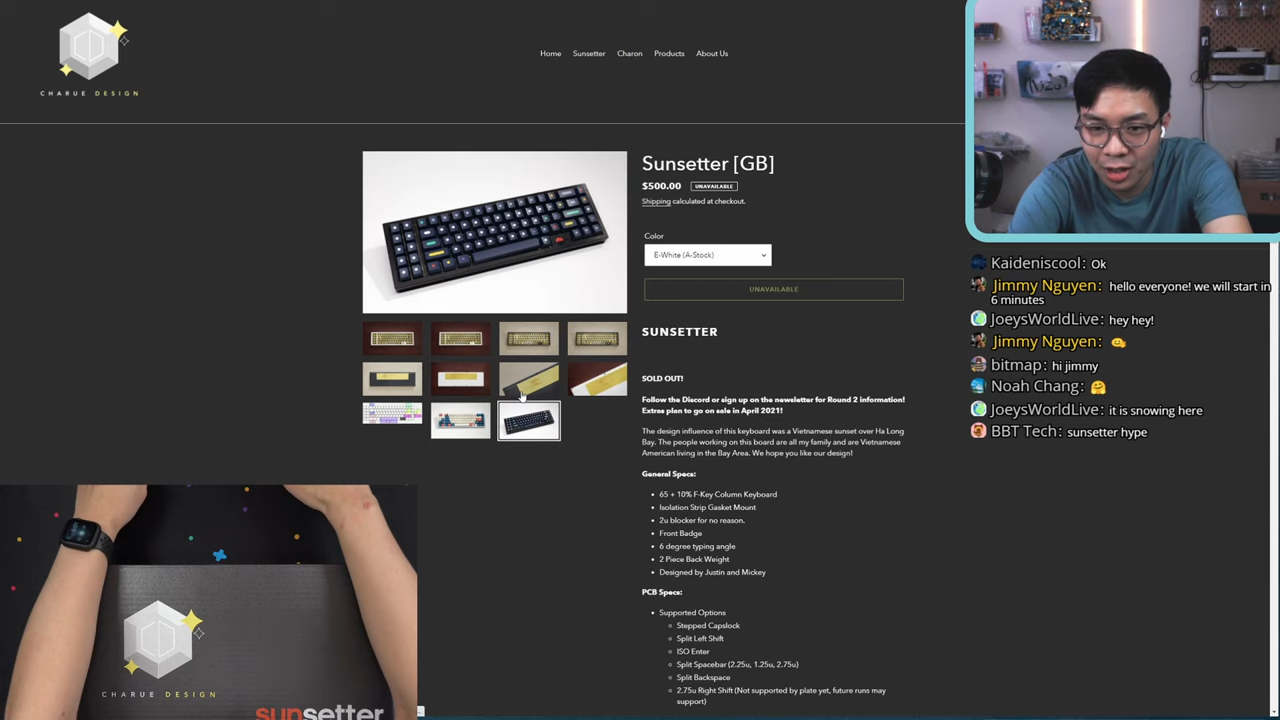 CHARUE DESIGN
Home
Sunsetter
Charon
Products
About Us
Sunsetter [GB]
$500.00
UNAVAILABLE
Shipping calculated at checkout.
Color
E-White (A-Stock)
UNAVAILABLE
SUNSETTER
SOLD OUT!
Follow the Discord or sign up on the newsletter for Round 2 information!
Extras plan to go on sale in April 2021!
The design influence of this keyboard was a Vietnamese sunset over Ha Long
Bay. The people working on this board are all my family and are Vietnamese
American living in the Bay Area. We hope you like our design!
General Specs:
65 + 10% F-Key Column Keyboard
Isolation Strip Gasket Mount
2u blocker for no reason.
Front Badge
6 degree typing angle
2 Piece Back Weight
Designed by Justin and Mickey
PCB Specs:
Supported Options
Stepped Capslock
Split Left Shift
ISO Enter
Split Spacebar (2.25u, 1.25u, 2.75u)
Split Backspace
2.75u Right Shift (Not supported by plate yet, future runs may
support)
Kaideniscool: Ok
Jimmy Nguyen: hello everyone! we will start in
6 minutes
JoeysWorldLive: hey hey!
Jimmy Nguyen:
bitmap: hi jimmy
Noah Chang: 🤗
JoeysWorldLive: it is snowing here
BBT Tech: sunsetter hype
CHARUE DESIGN
sunsetter